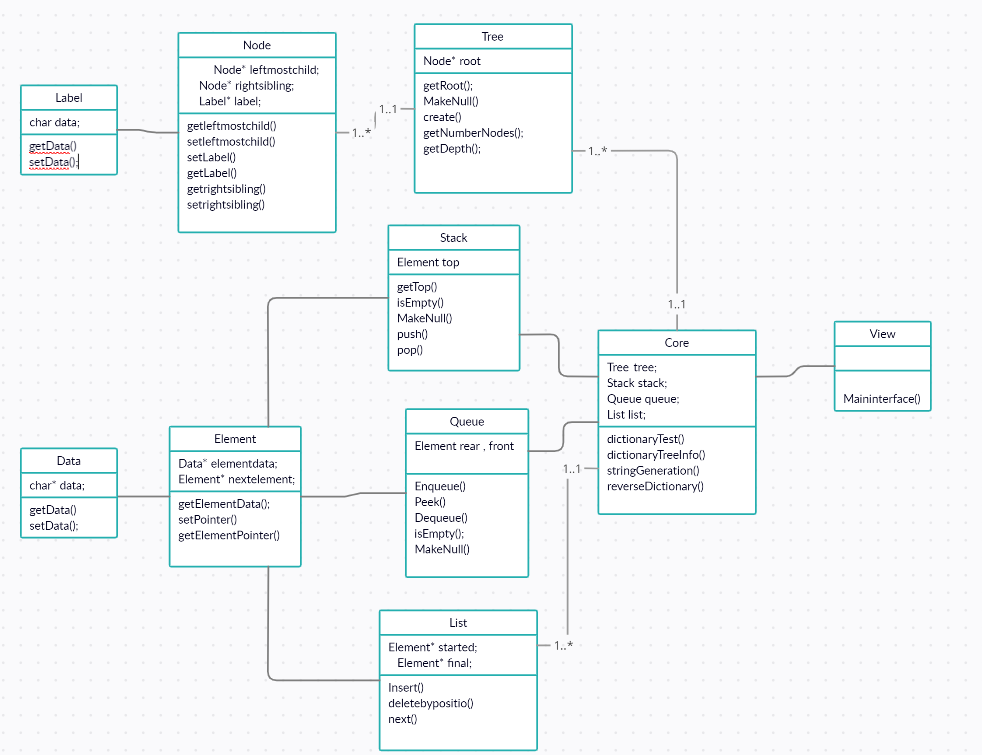 Label
char data;
getData()
setData();
Node
Node* leftmostchild;
Node* rightsibling;
Label* label;
getleftmostchild()
setleftmostchild()
setLabel()
getLabel()
getrightsibling()
setrightsibling()
1..*
1..1
Tree
Node* root
getRoot();
MakeNull()
create()
getNumberNodes();
getDepth();
1..*
1..1
Stack
Element top
getTop()
isEmpty()
MakeNull()
push()
pop()
Core
Tree tree;
Stack stack;
Queue queue;
List list;
dictionaryTest()
dictionaryTreeInfo()
stringGeneration()
reverseDictionary()
View
Maininterface()
Queue
Element rear , front
Enqueue()
Peek()
Dequeue()
isEmpty();
MakeNull()
1..1
1..*
Element
Data* elementdata;
Element* nextelement;
getElementData();
setPointer()
getElementPointer()
Data
char* data;
getData()
setData();
List
Element* started;
Element* final;
Insert()
deletebypositio()
next()